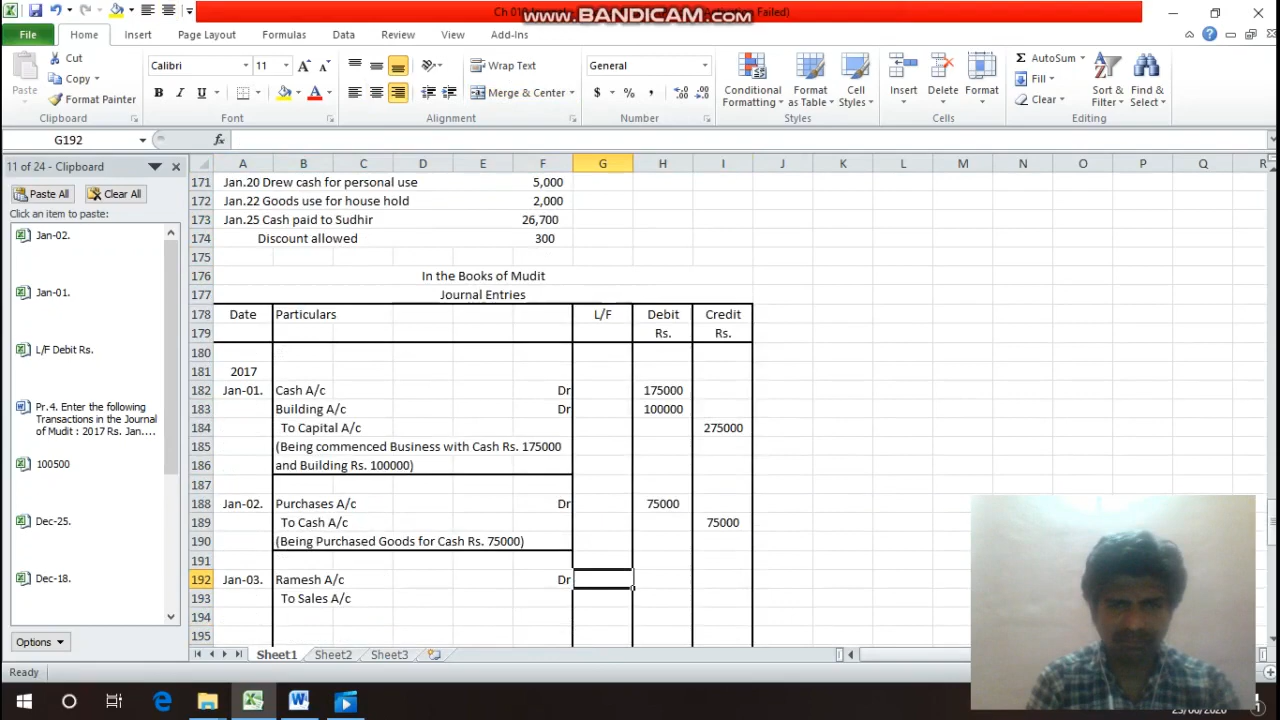 Ch 01
www.BANDICAM.com
Activation Failed)
File Home Insert Page Layout Formulas Data Review View Add-Ins
Paste
Cut
Copy
Format Painter
Clipboard
Calibri 11
B I U
Font
Wrap Text
Merge & Center
Alignment
General
$ % ,
Number
Conditional Formatting
Format as Table
Cell Styles
Styles
Insert Delete Format
Cells
Σ AutoSum
Fill
Clear
Sort & Filter
Find & Select
Editing
G192 fx
11 of 24 - Clipboard
Paste All Clear All
Click an item to paste:
Jan-02.
Jan-01.
L/F Debit Rs.
Pr.4. Enter the following
Transactions in the Journal
of Mudit : 2017 Rs. Jan....
100500
Dec-25.
Dec-18.
Options
A B C D E F G H I J K L M N O P Q R
171 Jan.20 Drew cash for personal use 5,000
172 Jan.22 Goods use for house hold 2,000
173 Jan.25 Cash paid to Sudhir 26,700
174 Discount allowed 300
175
176 In the Books of Mudit
177 Journal Entries
178 Date Particulars L/F Debit Credit
179 Rs. Rs.
180
181 2017
182 Jan-01. Cash A/c Dr 175000
183 Building A/c Dr 100000
184 To Capital A/c 275000
185 (Being commenced Business with Cash Rs. 175000
186 and Building Rs. 100000)
187
188 Jan-02. Purchases A/c Dr 75000
189 To Cash A/c 75000
190 (Being Purchased Goods for Cash Rs. 75000)
191
192 Jan-03. Ramesh A/c Dr
193 To Sales A/c
194
195
Sheet1 Sheet2 Sheet3
Ready